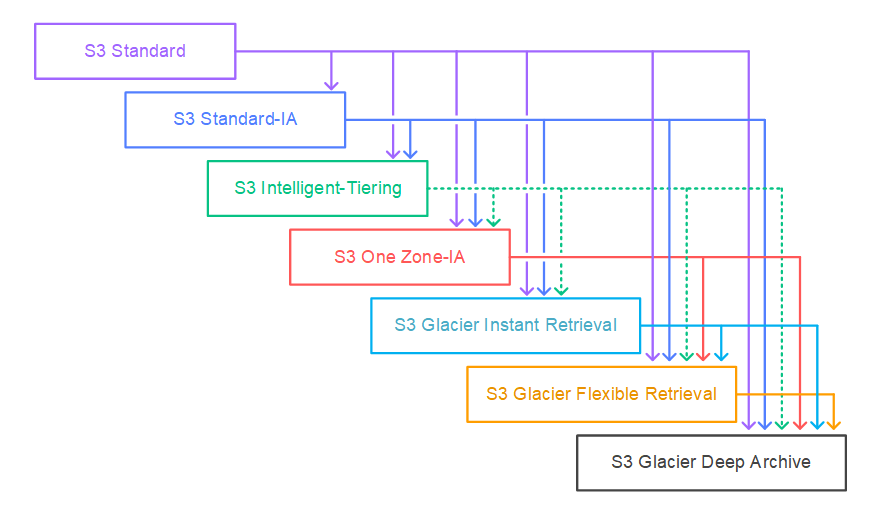 S3 Standard
S3 Standard-IA
S3 Intelligent-Tiering
S3 One Zone-IA
S3 Glacier Instant Retrieval
S3 Glacier Flexible Retrieval
S3 Glacier Deep Archive